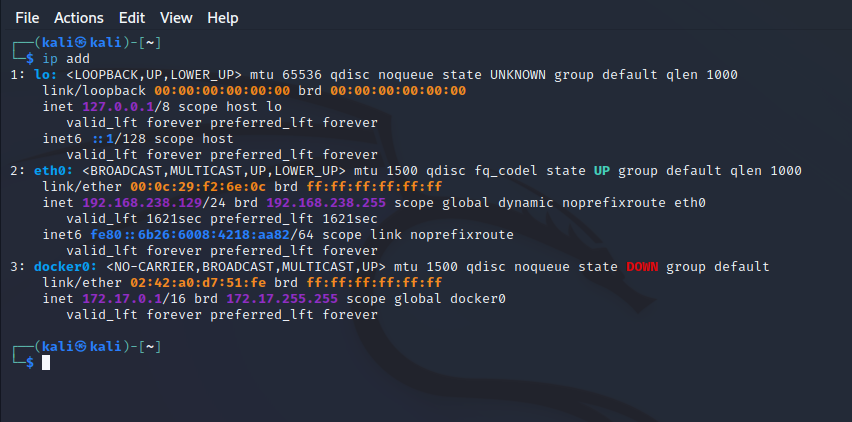 File Actions Edit View Help
┌──(kali㉿kali)-[~]
└─$ ip add
1: lo: <LOOPBACK,UP,LOWER_UP> mtu 65536 qdisc noqueue state UNKNOWN group default qlen 1000
    link/loopback 00:00:00:00:00:00 brd 00:00:00:00:00:00
    inet 127.0.0.1/8 scope host lo
       valid_lft forever preferred_lft forever
    inet6 ::1/128 scope host
       valid_lft forever preferred_lft forever
2: eth0: <BROADCAST,MULTICAST,UP,LOWER_UP> mtu 1500 qdisc fq_codel state UP group default qlen 1000
    link/ether 00:0c:29:f2:6e:0c brd ff:ff:ff:ff:ff:ff
    inet 192.168.238.129/24 brd 192.168.238.255 scope global dynamic noprefixroute eth0
       valid_lft 1621sec preferred_lft 1621sec
    inet6 fe80::6b26:6008:4218:aa82/64 scope link noprefixroute
       valid_lft forever preferred_lft forever
3: docker0: <NO-CARRIER,BROADCAST,MULTICAST,UP> mtu 1500 qdisc noqueue state DOWN group default
    link/ether 02:42:a0:d7:51:fe brd ff:ff:ff:ff:ff:ff
    inet 172.17.0.1/16 brd 172.17.255.255 scope global docker0
       valid_lft forever preferred_lft forever
┌──(kali㉿kali)-[~]
└─$